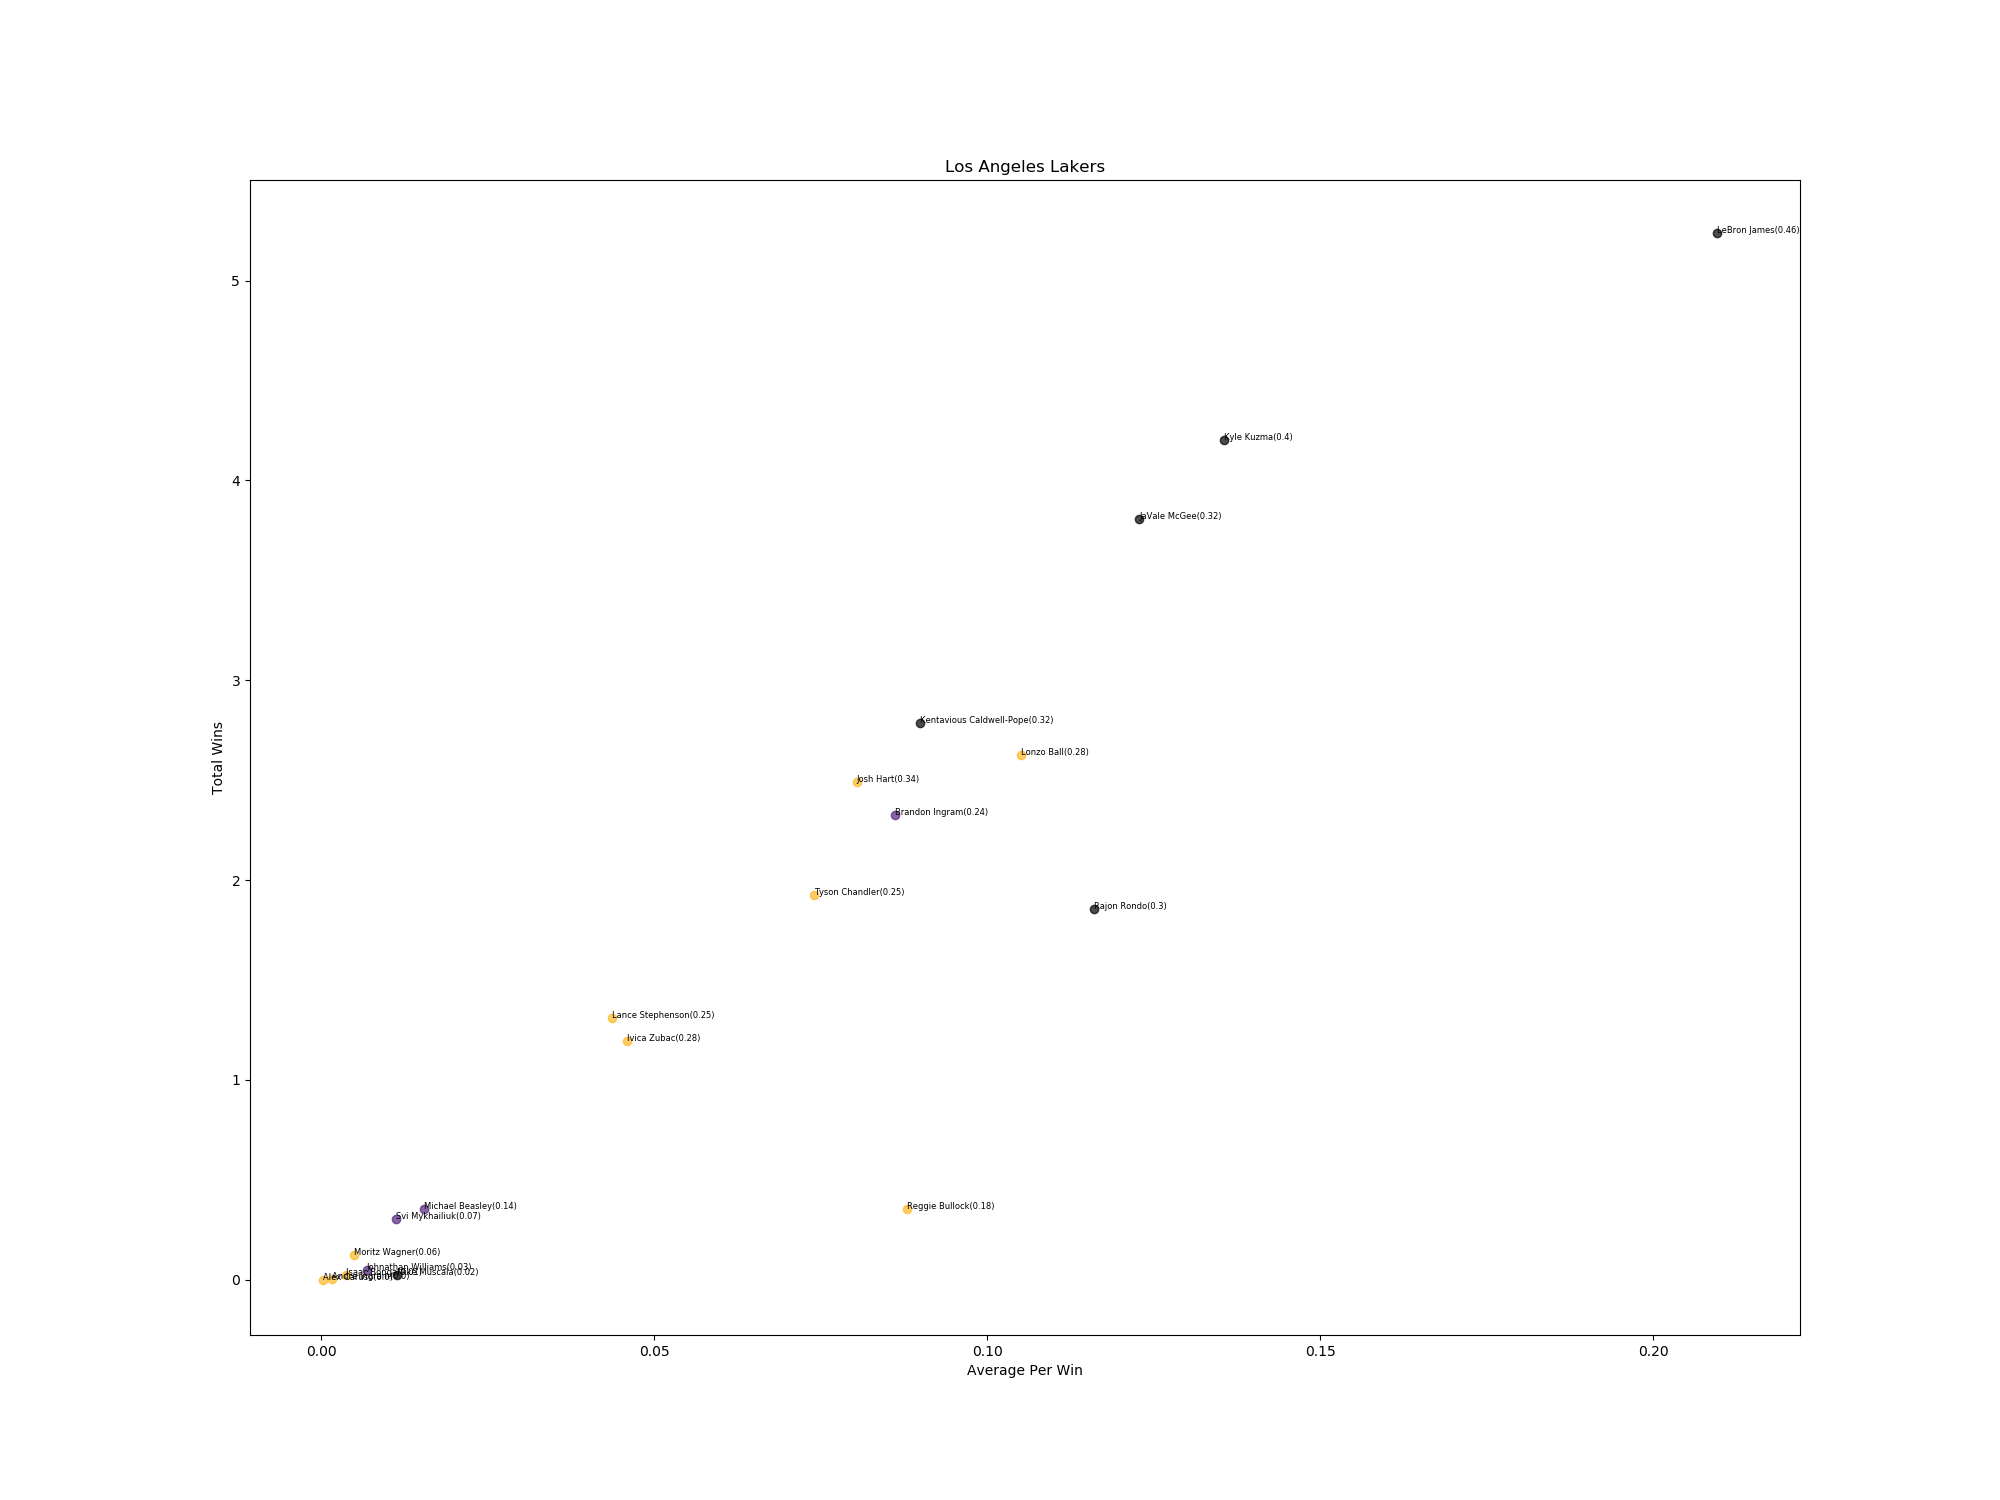 Los Angeles Lakers
LeBron James(0.46)
5
Kyle Kuzma(0.4)
4
JaVale McGee(0.32)
3
Kentavious Caldwell-Pope(0.32)
Lonzo Ball(0.28)
Josh Hart(0.34)
Brandon Ingram(0.24)
Total Wins
2
Tyson Chandler(0.25)
Rajon Rondo(0.3)
Lance Stephenson(0.25)
Ivica Zubac(0.28)
1
Michael Beasley(0.14)
Reggie Bullock(0.18)
Svi Mykhailiuk(0.07)
Moritz Wagner(0.06)
Johnathan Williams(0.03)
Muscala(0.02)
Isaac
0
0.00 0.05 0.10 0.15 0.20
Average Per Win